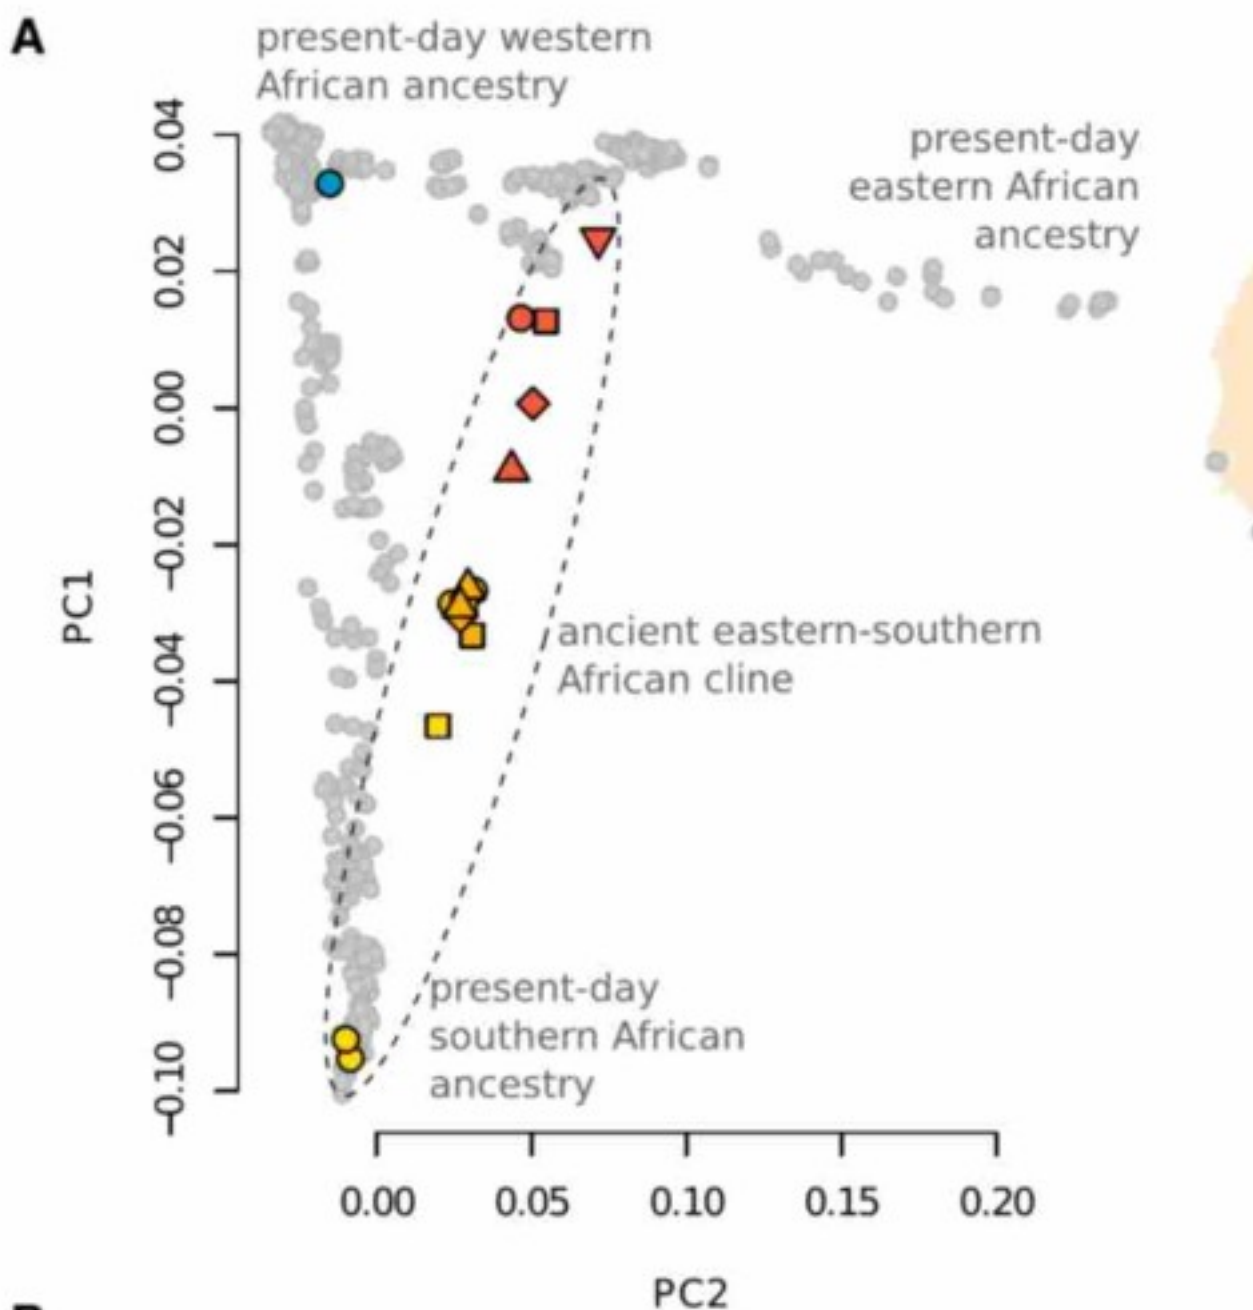 A
present-day western
African ancestry
present-day
eastern African
ancestry
0.04
0.02
0.00
−0.02
−0.04
−0.06
−0.08
−0.10
PC1
ancient eastern-southern
African cline
present-day
southern African
ancestry
0.00 0.05 0.10 0.15 0.20
PC2